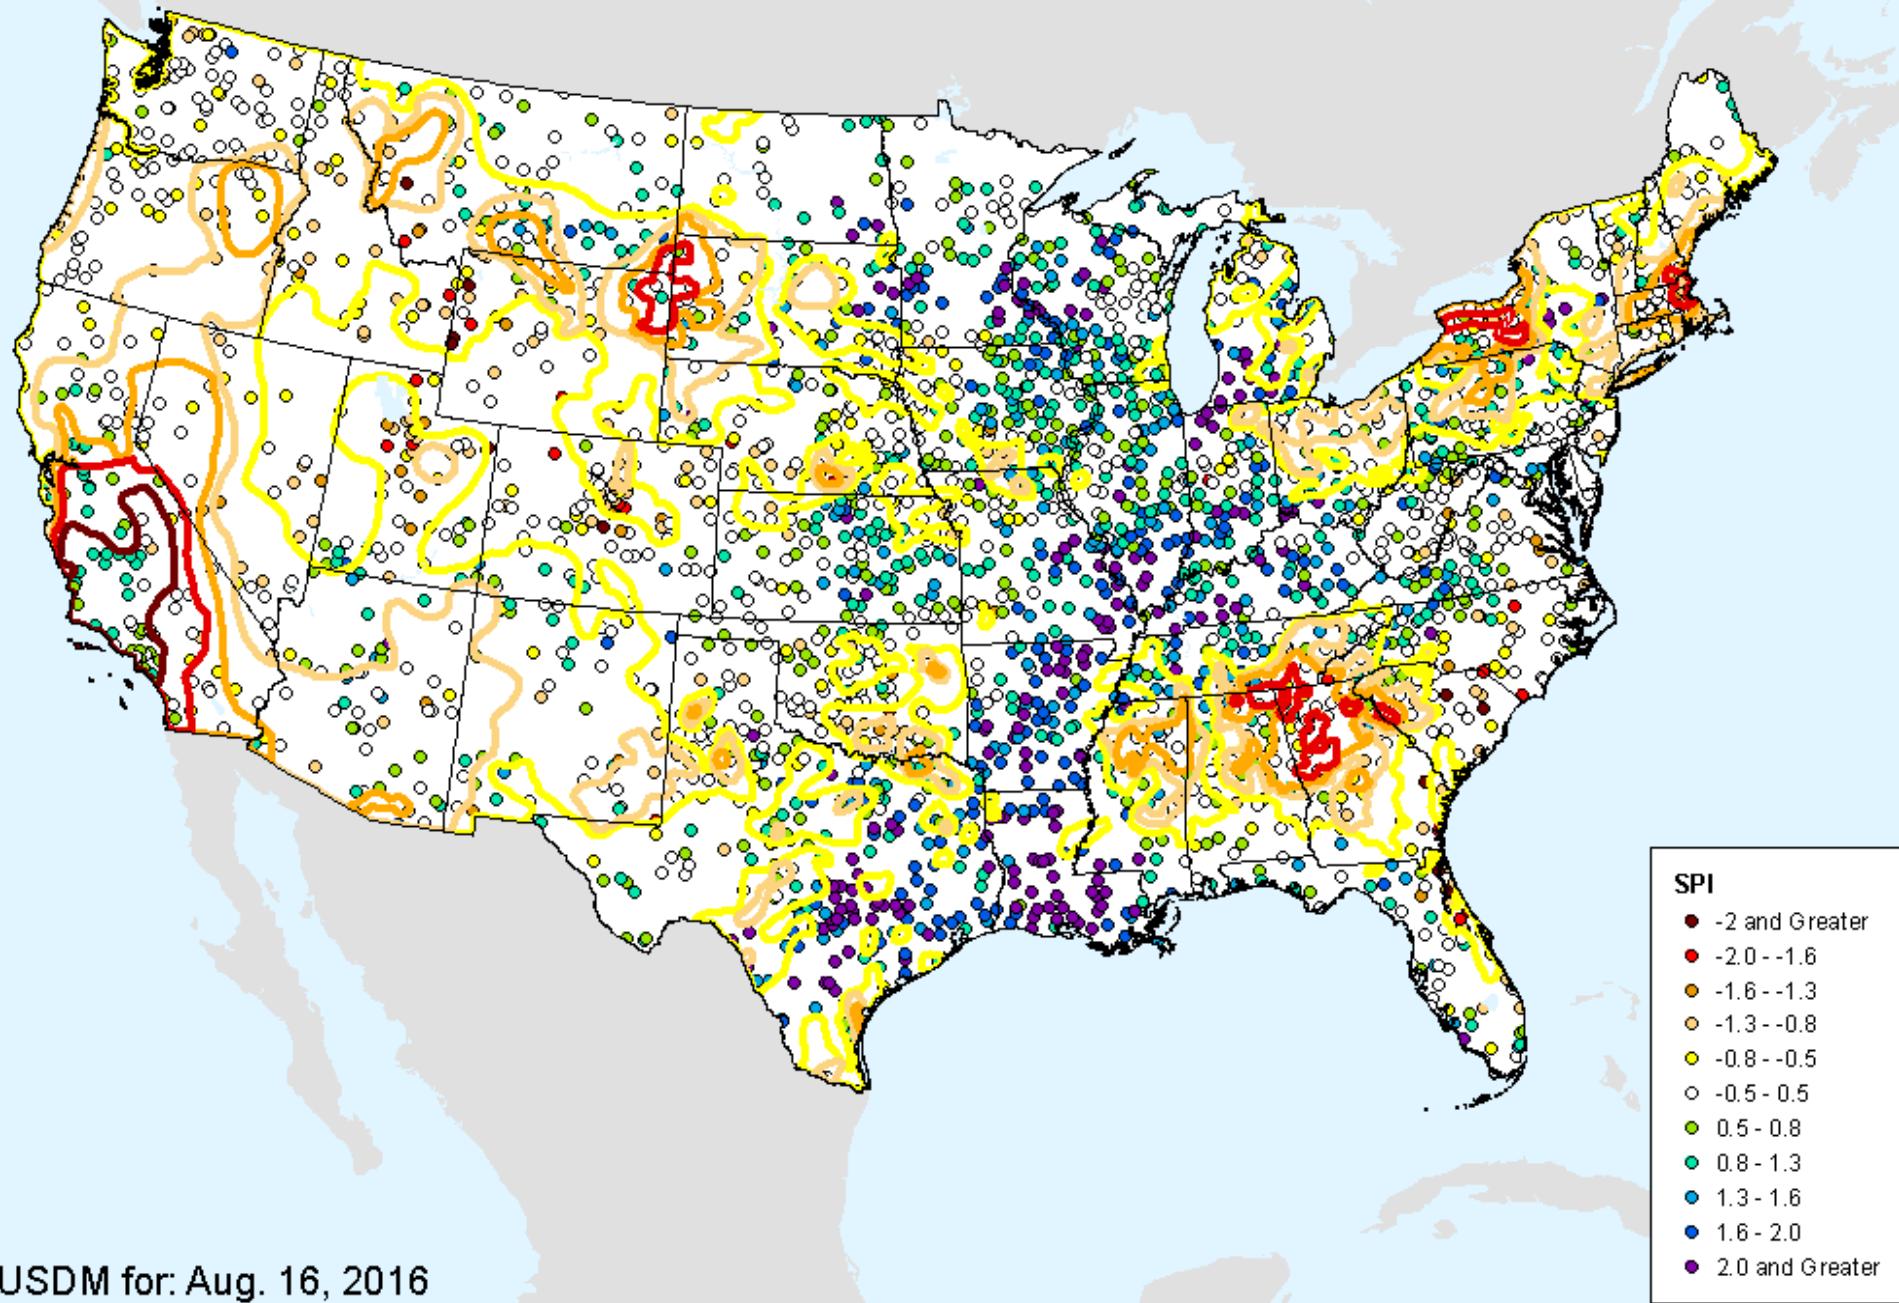 SPI
-2 and Greater
-2.0 - -1.6
-1.6 - -1.3
-1.3 - -0.8
-0.8 - -0.5
-0.5 - 0.5
0.5 - 0.8
0.8 - 1.3
1.3 - 1.6
1.6 - 2.0
2.0 and Greater
USDM for: Aug. 16, 2016